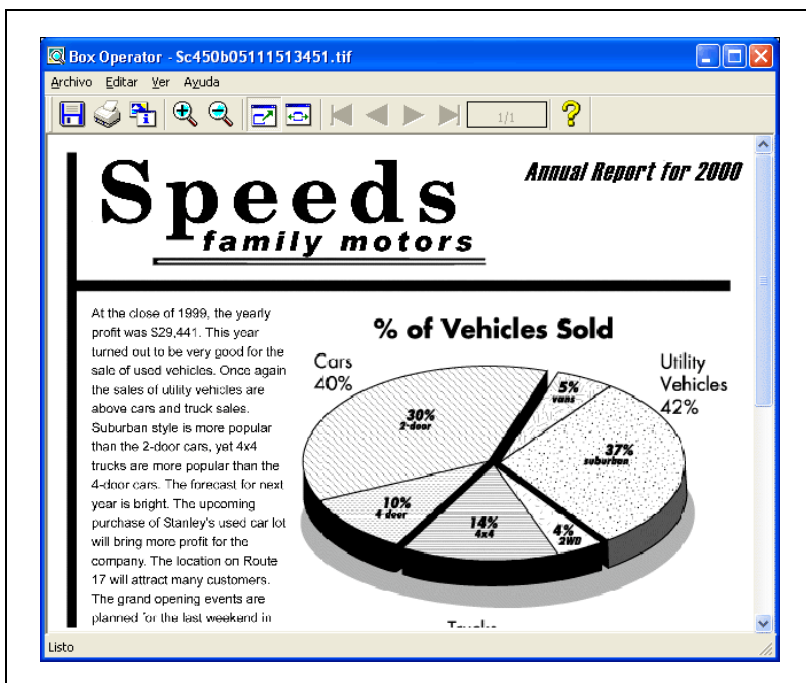 Box Operator - Sc450b05111513451.tif
Archivo Editar Ver Ayuda
1/1
Speeds
family motors
Annual Report for 2000
At the close of 1999, the yearly
profit was $29,441. This year
turned out to be very good for the
sale of used vehicles. Once again
the sales of utility vehicles are
above cars and truck sales.
Suburban style is more popular
than the 2-door cars, yet 4x4
trucks are more popular than the
4-door cars. The forecast for next
year is bright. The upcoming
purchase of Stanley's used car lot
will bring more profit for the
company. The location on Route
17 will attract many customers.
The grand opening events are
planned for the last weekend in
% of Vehicles Sold
Cars
40%
Utility
Vehicles
42%
5%
vans
30%
2-door
37%
suburban
10%
4 door
14%
4x4
4%
2WD
Trucks
Listo